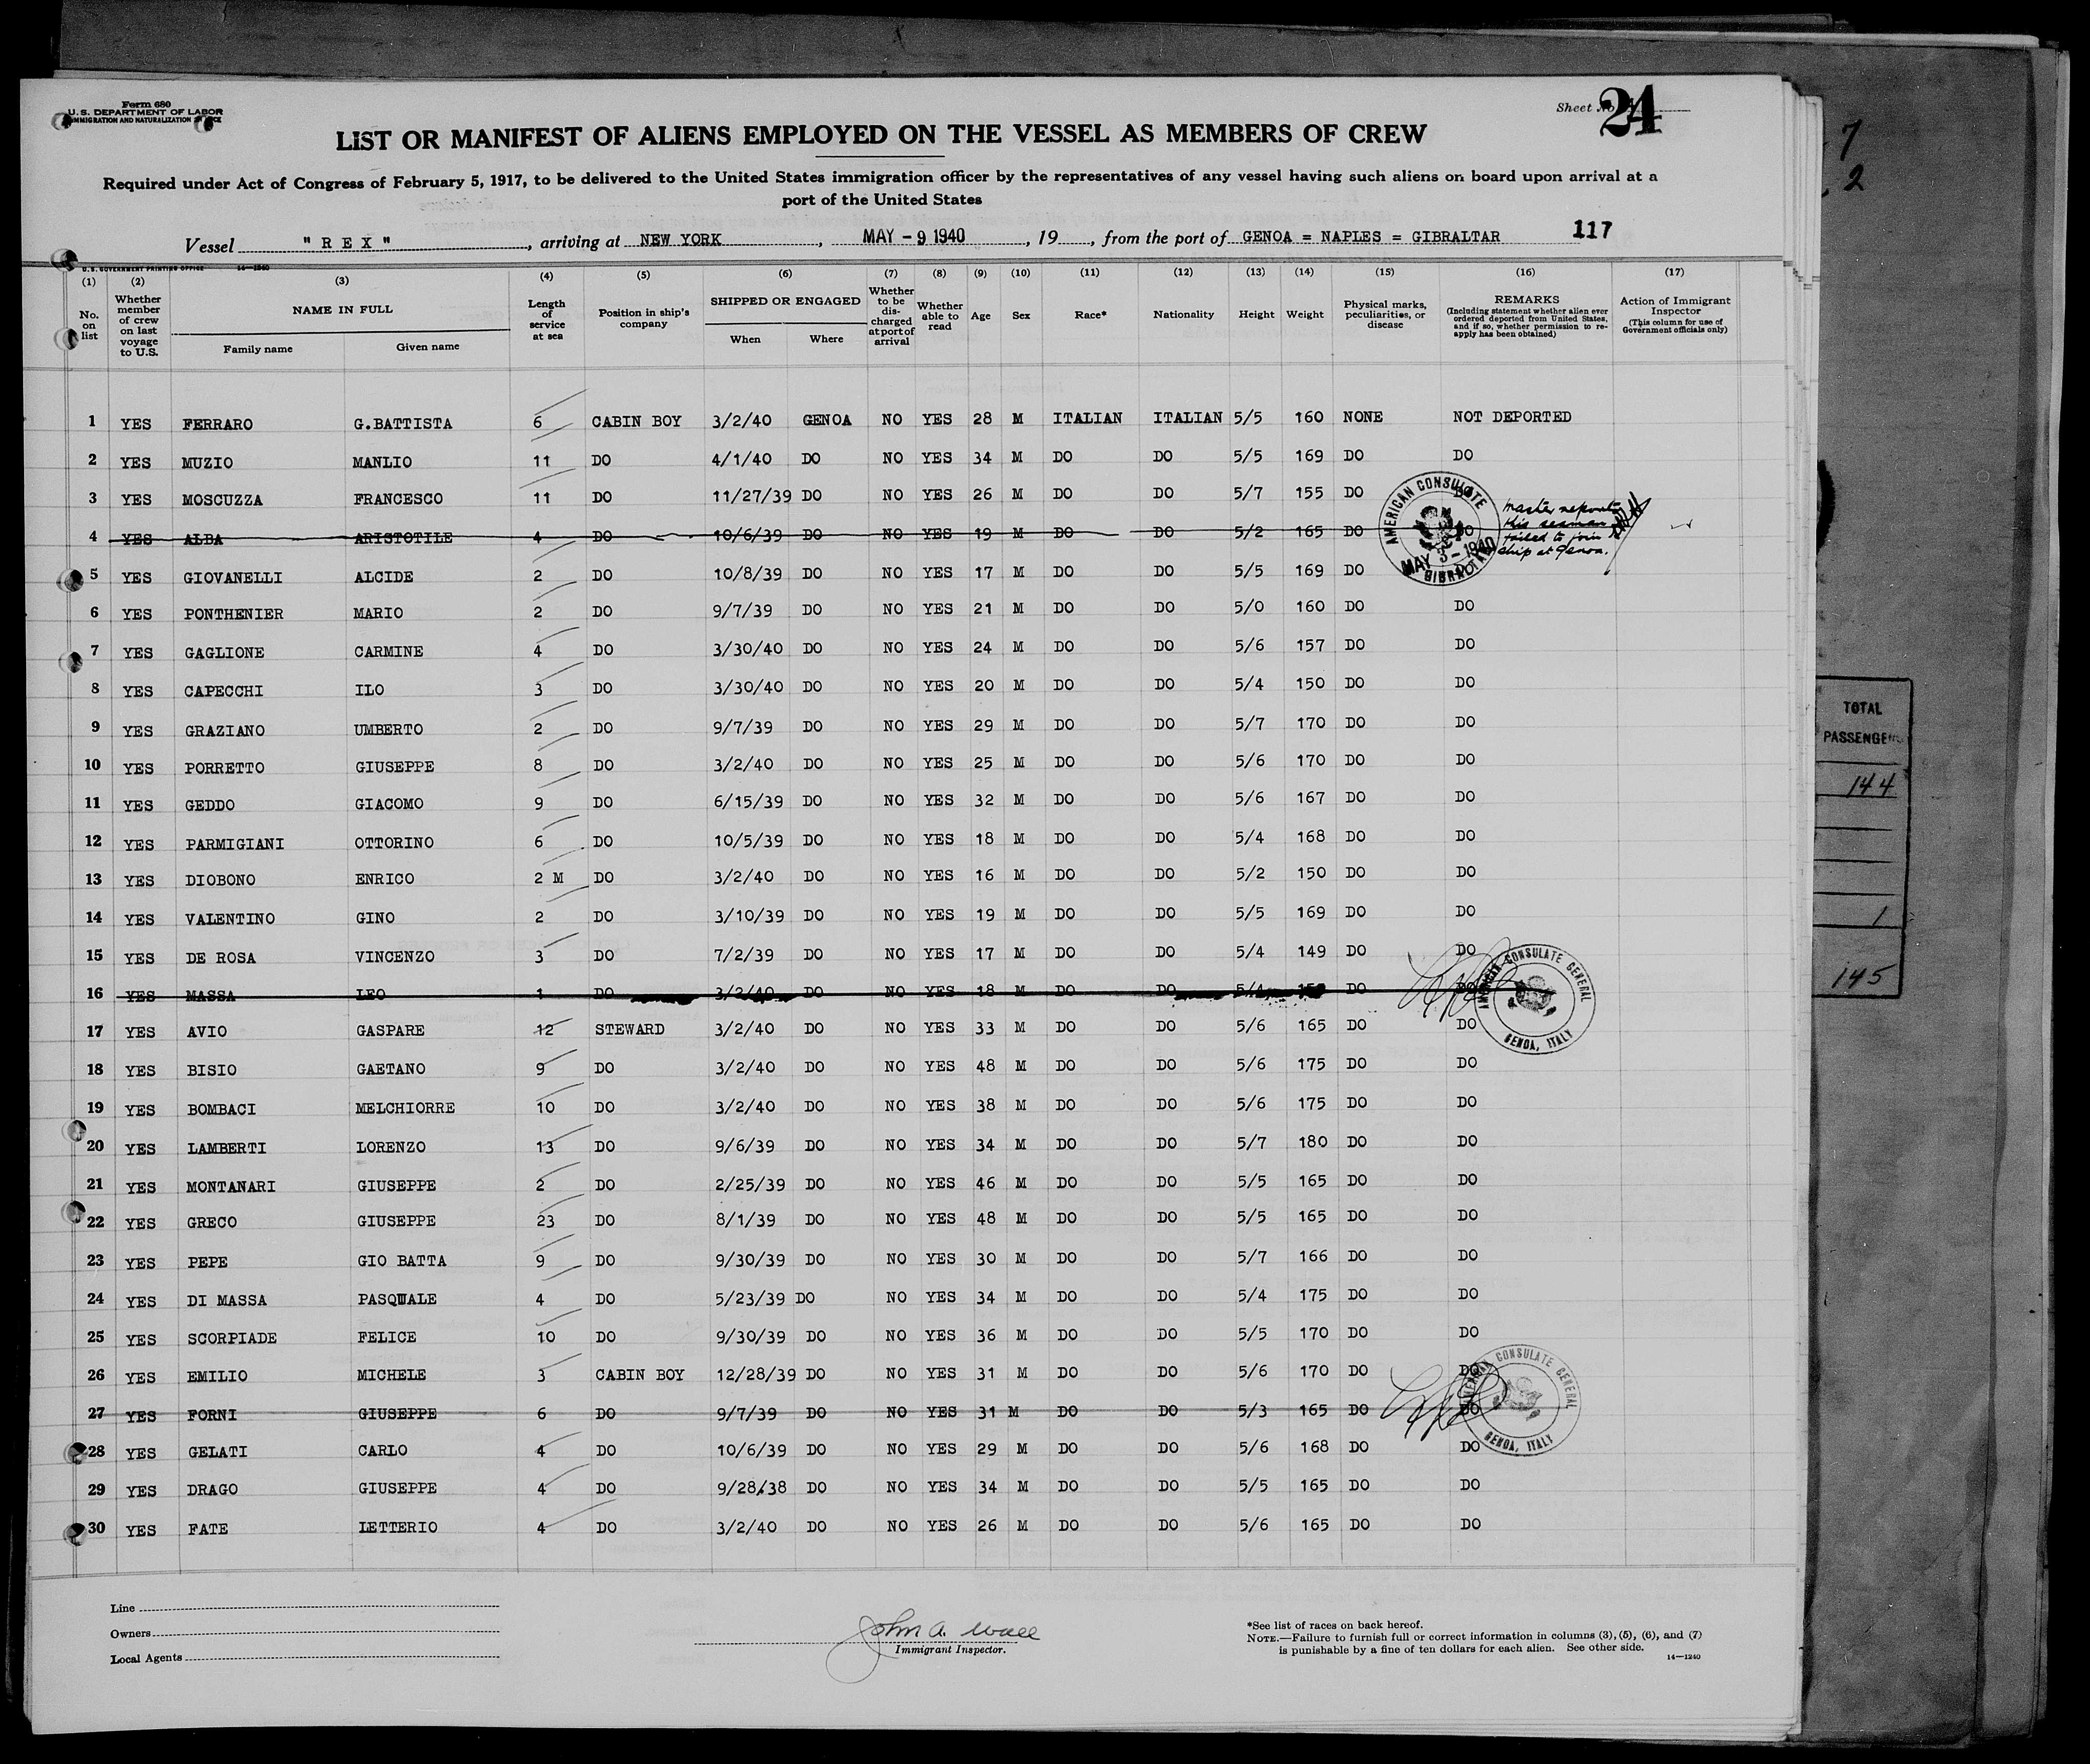 Form 680
U. S. DEPARTMENT OF LABOR
IMMIGRATION AND NATURALIZATION
Sheet No. 24
LIST OR MANIFEST OF ALIENS EMPLOYED ON THE VESSEL AS MEMBERS OF CREW
Required under Act of Congress of February 5, 1917, to be delivered to the United States immigration officer by the representatives of any vessel having such aliens on board upon arrival at a
port of the United States
Vessel " R E X ", arriving at NEW YORK, MAY - 9 1940, 19, from the port of GENOA = NAPLES = GIBRALTAR 117
U. S. GOVERNMENT PRINTING OFFICE 14—1240
(1) (2) (3) (4) (5) (6) (7) (8) (9) (10) (11) (12) (13) (14) (15) (16) (17)
No. on list
Whether member of crew on last voyage to U.S.
NAME IN FULL
Family name Given name
Length of service at sea
Position in ship's company
SHIPPED OR ENGAGED
When Where
Whether to be discharged at port of arrival
Whether able to read
Age
Sex
Race*
Nationality
Height
Weight
Physical marks, peculiarities, or disease
REMARKS
(Including statement whether alien ever ordered deported from United States, and if so, whether permission to re-apply has been obtained)
Action of Immigrant Inspector
(This column for use of Government officials only)
1 YES FERRARO G.BATTISTA 6 CABIN BOY 3/2/40 GENOA NO YES 28 M ITALIAN ITALIAN 5/5 160 NONE NOT DEPORTED
2 YES MUZIO MANLIO 11 DO 4/1/40 DO NO YES 34 M DO DO 5/5 169 DO DO
3 YES MOSCUZZA FRANCESCO 11 DO 11/27/39 DO NO YES 26 M DO DO 5/7 155 DO DO
4 YES ALBA ARISTOTILE 4 DO 10/6/39 DO NO YES 19 M DO DO 5/2 165 DO DO
Master reports
this seaman
failed to join
ship at Genoa.
AMERICAN CONSULATE
MAY 3 - 1940
GIBRALTAR
5 YES GIOVANELLI ALCIDE 2 DO 10/8/39 DO NO YES 17 M DO DO 5/5 169 DO DO
6 YES PONTHENIER MARIO 2 DO 9/7/39 DO NO YES 21 M DO DO 5/0 160 DO DO
7 YES GAGLIONE CARMINE 4 DO 3/30/40 DO NO YES 24 M DO DO 5/6 157 DO DO
8 YES CAPECCHI ILO 3 DO 3/30/40 DO NO YES 20 M DO DO 5/4 150 DO DO
9 YES GRAZIANO UMBERTO 2 DO 9/7/39 DO NO YES 29 M DO DO 5/7 170 DO DO
10 YES PORRETTO GIUSEPPE 8 DO 3/2/40 DO NO YES 25 M DO DO 5/6 170 DO DO
11 YES GEDDO GIACOMO 9 DO 6/15/39 DO NO YES 32 M DO DO 5/6 167 DO DO
12 YES PARMIGIANI OTTORINO 6 DO 10/5/39 DO NO YES 18 M DO DO 5/4 168 DO DO
13 YES DIOBONO ENRICO 2 M DO 3/2/40 DO NO YES 16 M DO DO 5/2 150 DO DO
14 YES VALENTINO GINO 2 DO 3/10/39 DO NO YES 19 M DO DO 5/5 169 DO DO
15 YES DE ROSA VINCENZO 3 DO 7/2/39 DO NO YES 17 M DO DO 5/4 149 DO DO
16 YES MASSA LEO 1 DO 3/2/40 DO NO YES 18 M DO DO 5/4 DO DO
AMERICAN CONSULATE GENERAL
GENOA, ITALY
17 YES AVIO GASPARE 12 STEWARD 3/2/40 DO NO YES 33 M DO DO 5/6 165 DO DO
18 YES BISIO GAETANO 9 DO 3/2/40 DO NO YES 48 M DO DO 5/6 175 DO DO
19 YES BOMBACI MELCHIORRE 10 DO 3/2/40 DO NO YES 38 M DO DO 5/6 175 DO DO
20 YES LAMBERTI LORENZO 13 DO 9/6/39 DO NO YES 34 M DO DO 5/7 180 DO DO
21 YES MONTANARI GIUSEPPE 2 DO 2/25/39 DO NO YES 46 M DO DO 5/5 165 DO DO
22 YES GRECO GIUSEPPE 23 DO 8/1/39 DO NO YES 48 M DO DO 5/5 165 DO DO
23 YES PEPE GIO BATTA 9 DO 9/30/39 DO NO YES 30 M DO DO 5/7 166 DO DO
24 YES DI MASSA PASQUALE 4 DO 5/23/39 DO NO YES 34 M DO DO 5/4 175 DO DO
25 YES SCORPIADE FELICE 10 DO 9/30/39 DO NO YES 36 M DO DO 5/5 170 DO DO
26 YES EMILIO MICHELE 3 CABIN BOY 12/28/39 DO NO YES 31 M DO DO 5/6 170 DO DO
27 YES FORNI GIUSEPPE 6 DO 9/7/39 DO NO YES 31 M DO DO 5/3 165 DO DO
AMERICAN CONSULATE GENERAL
GENOA, ITALY
28 YES GELATI CARLO 4 DO 10/6/39 DO NO YES 29 M DO DO 5/6 168 DO DO
29 YES DRAGO GIUSEPPE 4 DO 9/28/38 DO NO YES 34 M DO DO 5/5 165 DO DO
30 YES FATE LETTERIO 4 DO 3/2/40 DO NO YES 26 M DO DO 5/6 165 DO DO
Line
Owners
Local Agents
John A. Wall
Immigrant Inspector.
*See list of races on back hereof.
NOTE.—Failure to furnish full or correct information in columns (3), (5), (6), and (7)
is punishable by a fine of ten dollars for each alien. See other side.
14—1240
7
2
TOTAL
PASSENGE
144
1
145